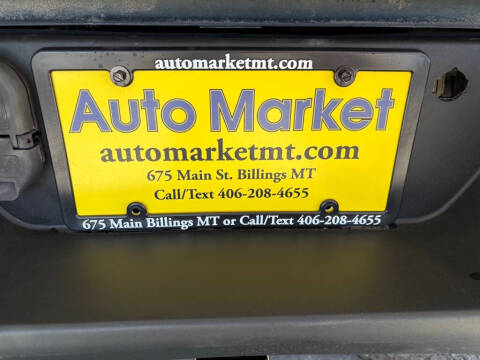 automarketmt.com
Auto Market
automarketmt.com
675 Main St. Billings MT
Call/Text 406-208-4655
675 Main Billings MT or Call/Text 406-208-4655